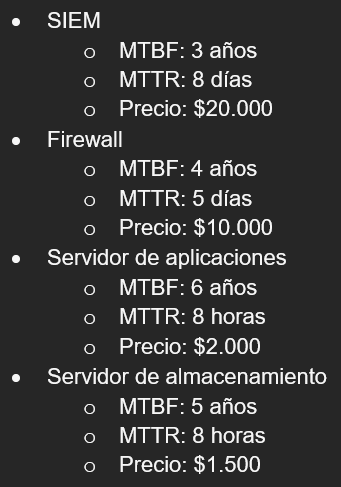 • SIEM
o MTBF: 3 años
o MTTR: 8 días
o Precio: $20.000
• Firewall
o MTBF: 4 años
o MTTR: 5 días
o Precio: $10.000
• Servidor de aplicaciones
o MTBF: 6 años
o MTTR: 8 horas
o Precio: $2.000
• Servidor de almacenamiento
o MTBF: 5 años
o MTTR: 8 horas
o Precio: $1.500